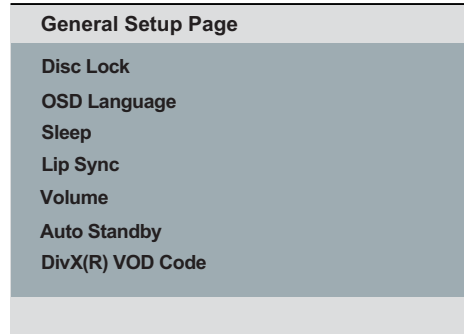 General Setup Page
Disc Lock
OSD Language
Sleep
Lip Sync
Volume
Auto Standby
DivX(R) VOD Code